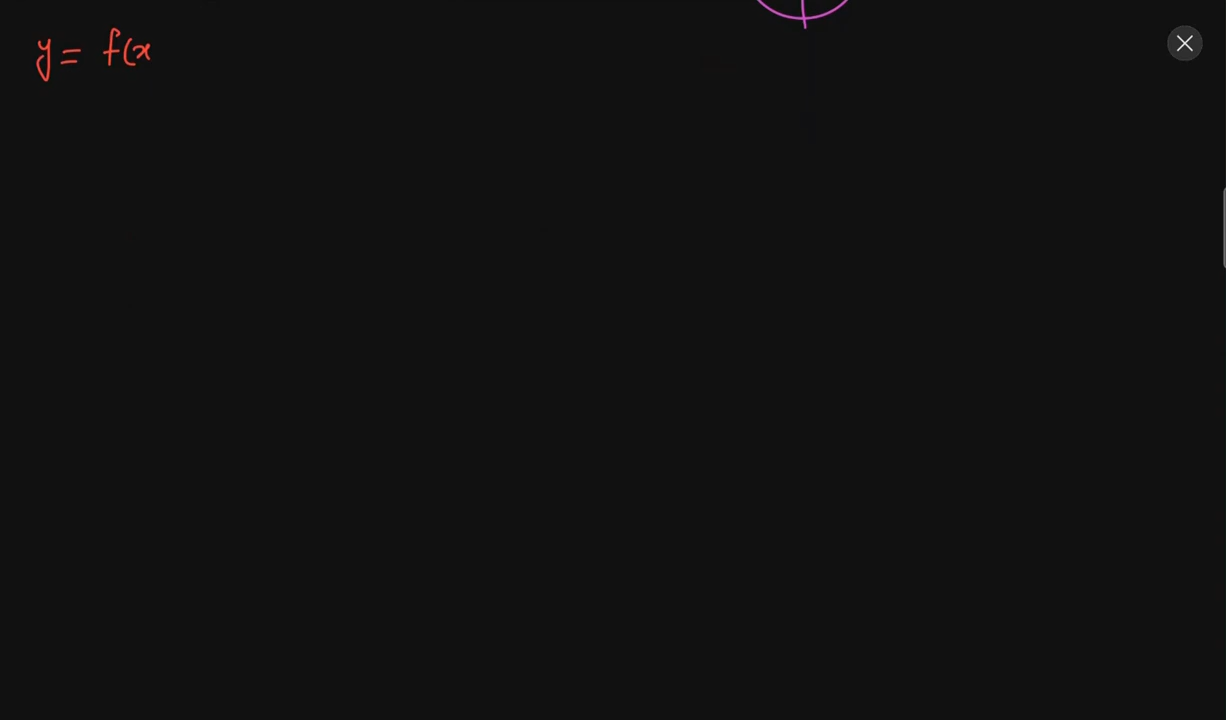 y = f(x